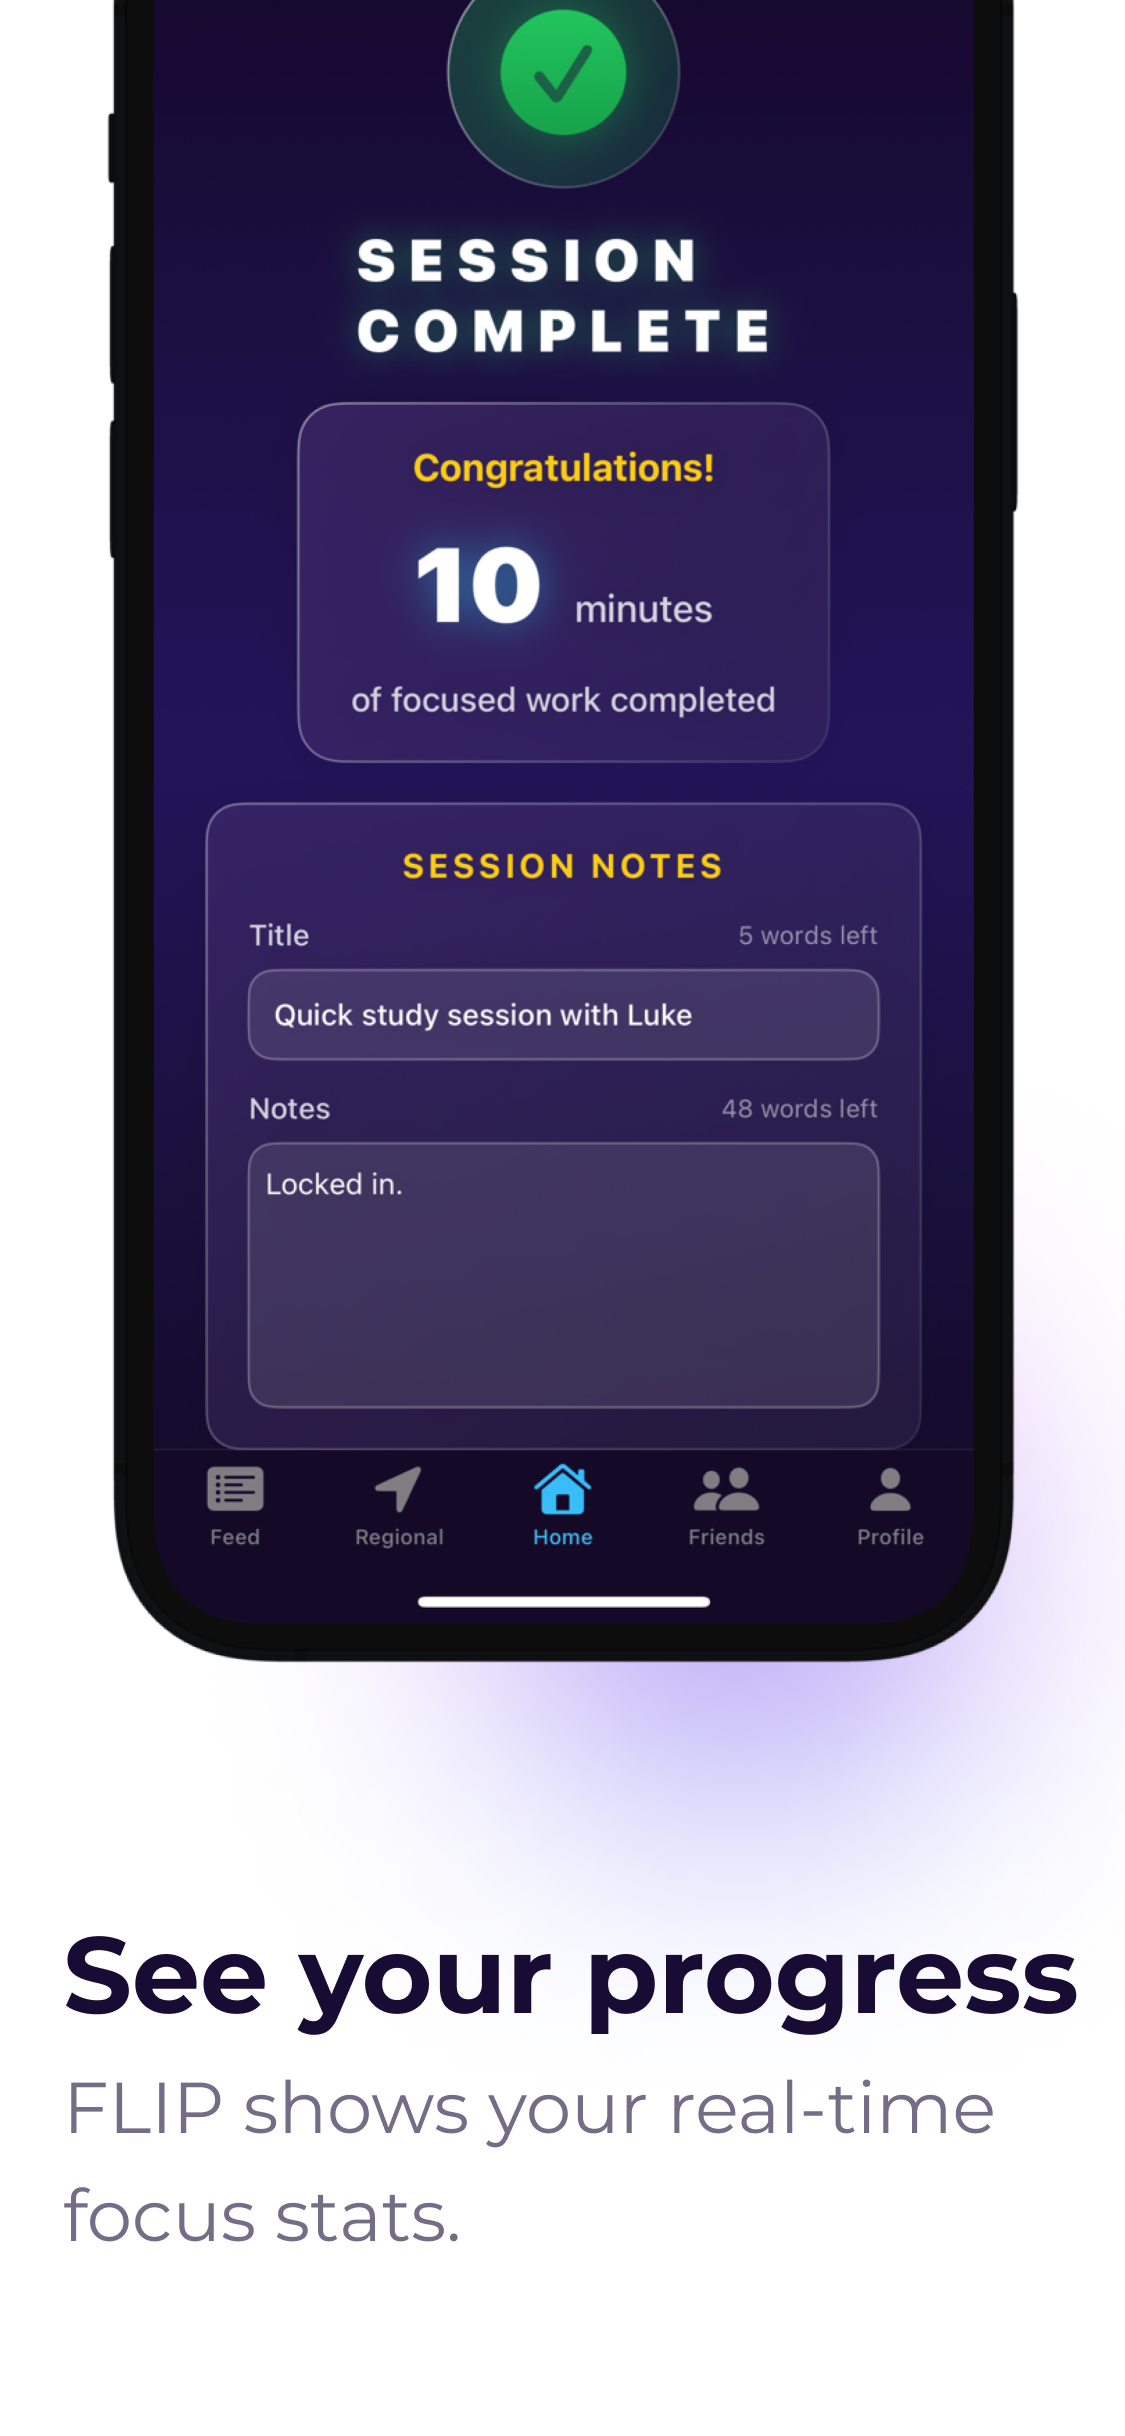 SESSION
COMPLETE
Congratulations!
10 minutes
of focused work completed
SESSION NOTES
Title 5 words left
Quick study session with Luke
Notes 48 words left
Locked in.
Feed Regional Home Friends Profile
See your progress
FLIP shows your real-time
focus stats.